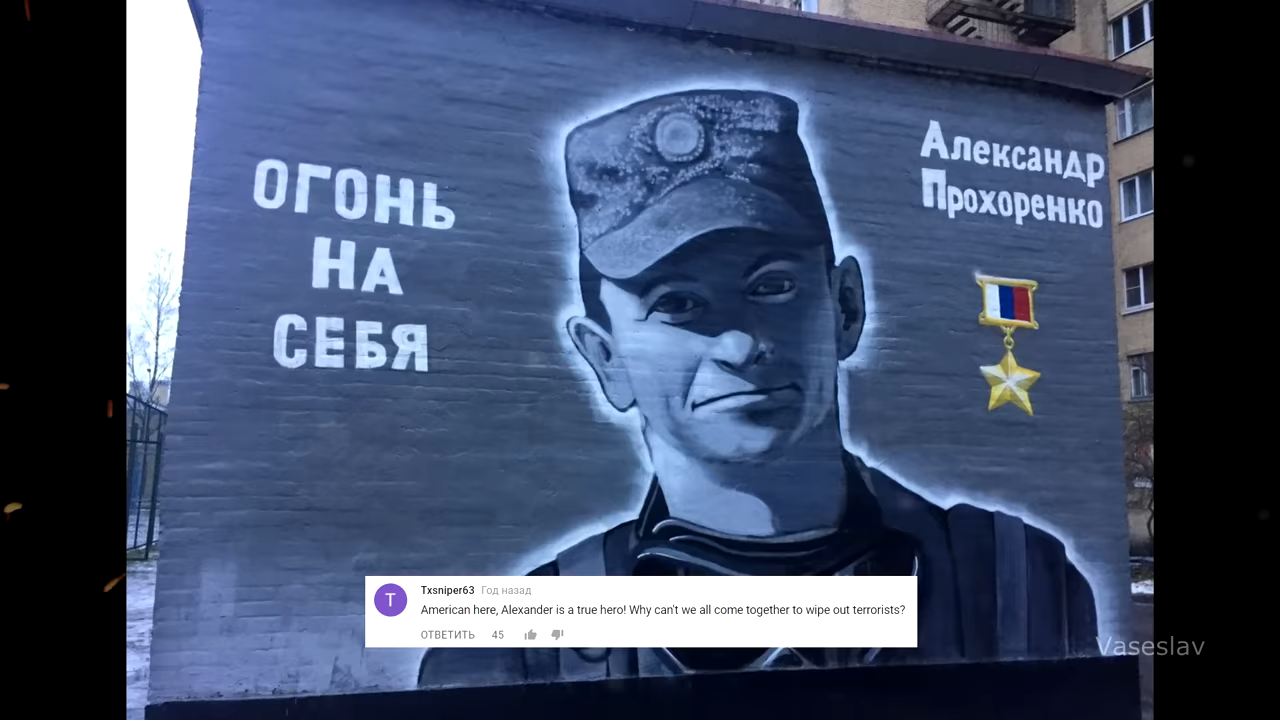 ОГОНЬ
НА
СЕБЯ
Александр
Прохоренко
T
Txsniper63 Год назад
American here, Alexander is a true hero! Why can't we all come together to wipe out terrorists?
ОТВЕТИТЬ 45
Vaseslav